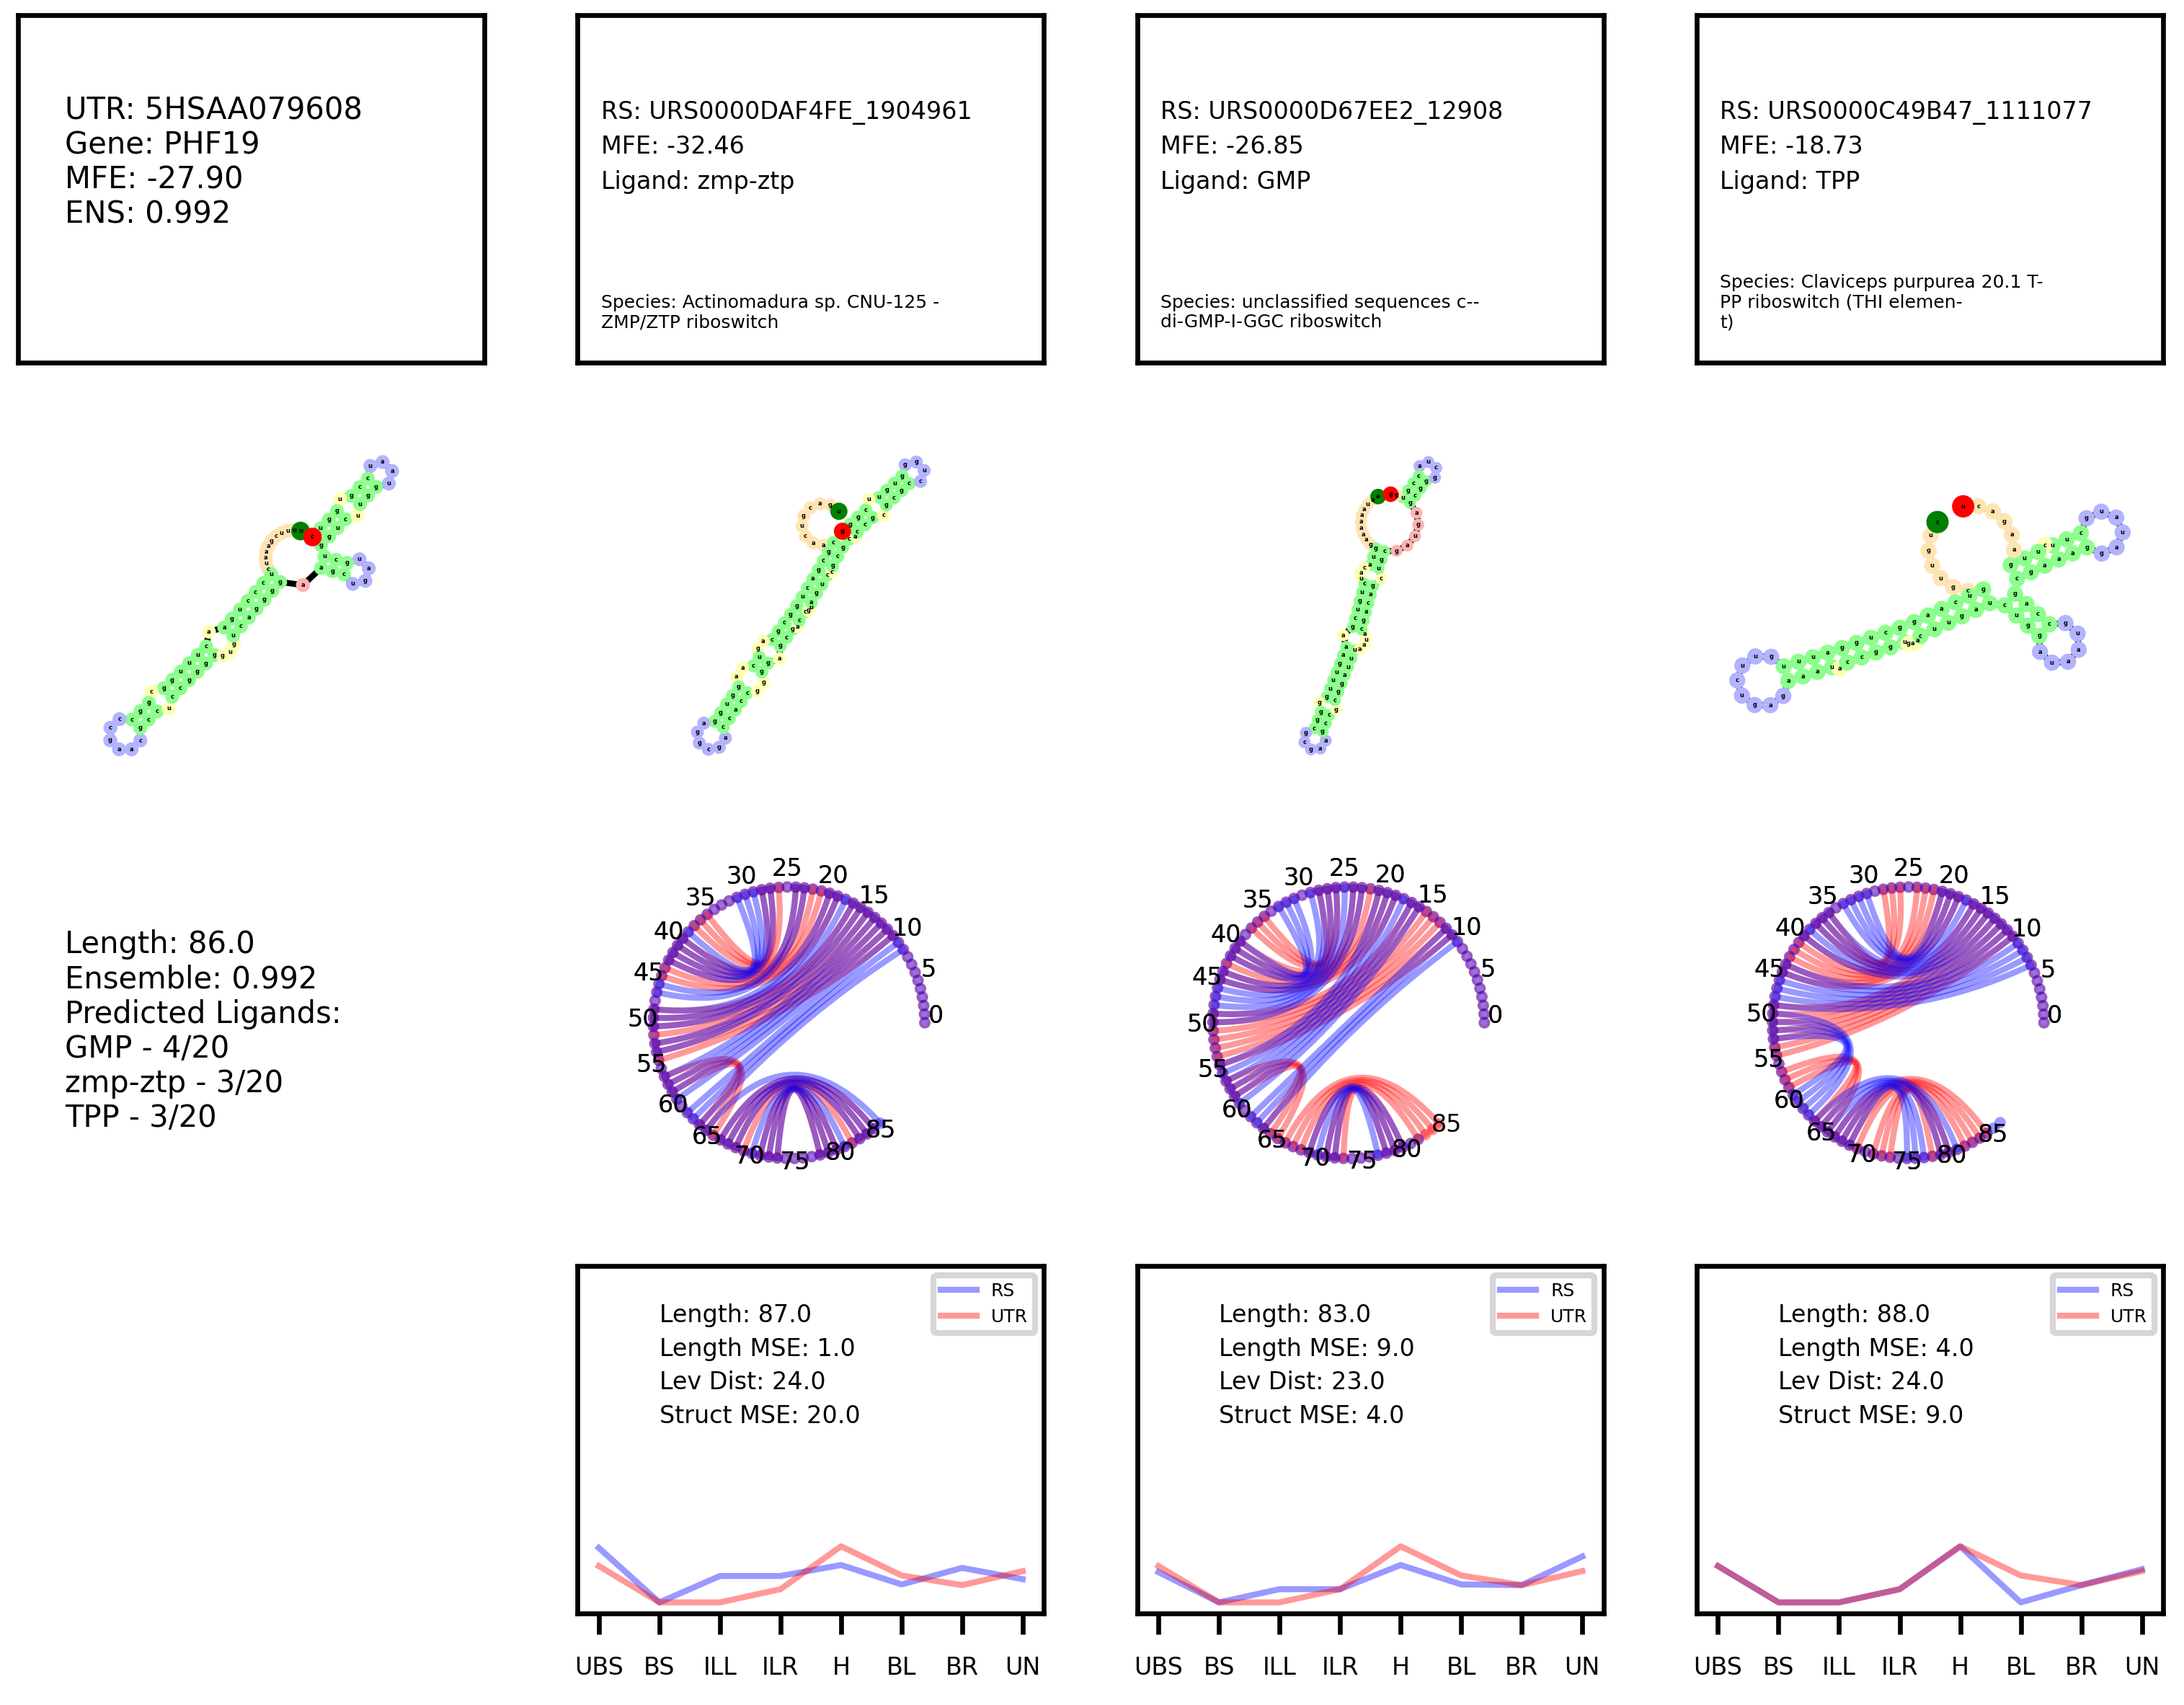 UTR: 5HSAA079608
Gene: PHF19
MFE: -27.90
ENS: 0.992
RS: URS0000DAF4FE_1904961
MFE: -32.46
Ligand: zmp-ztp
Species: Actinomadura sp. CNU-125 -
ZMP/ZTP riboswitch
RS: URS0000D67EE2_12908
MFE: -26.85
Ligand: GMP
Species: unclassified sequences c--
di-GMP-I-GGC riboswitch
RS: URS0000C49B47_1111077
MFE: -18.73
Ligand: TPP
Species: Claviceps purpurea 20.1 T-
PP riboswitch (THI elemen-
t)
Length: 86.0
Ensemble: 0.992
Predicted Ligands:
GMP - 4/20
zmp-ztp - 3/20
TPP - 3/20
0 5 10 15 20 25 30 35 40 45 50 55 60 65 70 75 80 85
0 5 10 15 20 25 30 35 40 45 50 55 60 65 70 75 80 85
0 5 10 15 20 25 30 35 40 45 50 55 60 65 70 75 80 85
RS
UTR
Length: 87.0
Length MSE: 1.0
Lev Dist: 24.0
Struct MSE: 20.0
UBS BS ILL ILR H BL BR UN
RS
UTR
Length: 83.0
Length MSE: 9.0
Lev Dist: 23.0
Struct MSE: 4.0
UBS BS ILL ILR H BL BR UN
RS
UTR
Length: 88.0
Length MSE: 4.0
Lev Dist: 24.0
Struct MSE: 9.0
UBS BS ILL ILR H BL BR UN